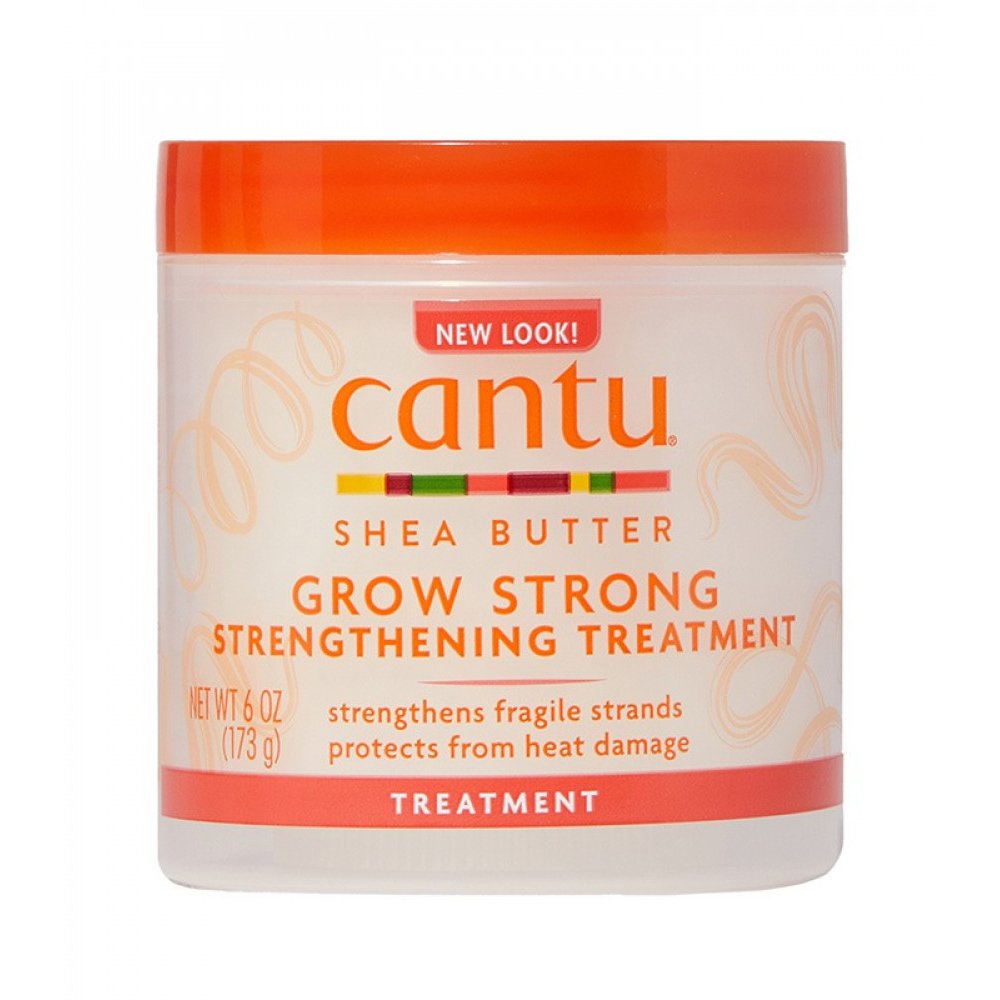 NEW LOOK!
cantu®
SHEA BUTTER
GROW STRONG
STRENGTHENING TREATMENT
NET WT 6 OZ
(173 g)
strengthens fragile strands
protects from heat damage
TREATMENT